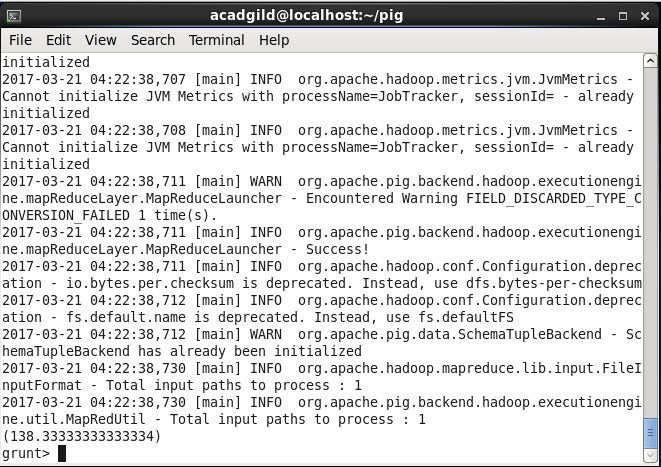 acadgild@localhost:~/pig
File Edit View Search Terminal Help
initialized
2017-03-21 04:22:38,707 [main] INFO  org.apache.hadoop.metrics.jvm.JvmMetrics -
Cannot initialize JVM Metrics with processName=JobTracker, sessionId= - already
initialized
2017-03-21 04:22:38,708 [main] INFO  org.apache.hadoop.metrics.jvm.JvmMetrics -
Cannot initialize JVM Metrics with processName=JobTracker, sessionId= - already
initialized
2017-03-21 04:22:38,711 [main] WARN  org.apache.pig.backend.hadoop.executionengi
ne.mapReduceLayer.MapReduceLauncher - Encountered Warning FIELD_DISCARDED_TYPE_C
ONVERSION_FAILED 1 time(s).
2017-03-21 04:22:38,711 [main] INFO  org.apache.pig.backend.hadoop.executionengi
ne.mapReduceLayer.MapReduceLauncher - Success!
2017-03-21 04:22:38,711 [main] INFO  org.apache.hadoop.conf.Configuration.deprec
ation - io.bytes.per.checksum is deprecated. Instead, use dfs.bytes-per-checksum
2017-03-21 04:22:38,712 [main] INFO  org.apache.hadoop.conf.Configuration.deprec
ation - fs.default.name is deprecated. Instead, use fs.defaultFS
2017-03-21 04:22:38,712 [main] WARN  org.apache.pig.data.SchemaTupleBackend - Sc
hemaTupleBackend has already been initialized
2017-03-21 04:22:38,730 [main] INFO  org.apache.hadoop.mapreduce.lib.input.FileI
nputFormat - Total input paths to process : 1
2017-03-21 04:22:38,730 [main] INFO  org.apache.pig.backend.hadoop.executionengi
ne.util.MapRedUtil - Total input paths to process : 1
(138.33333333333334)
grunt>